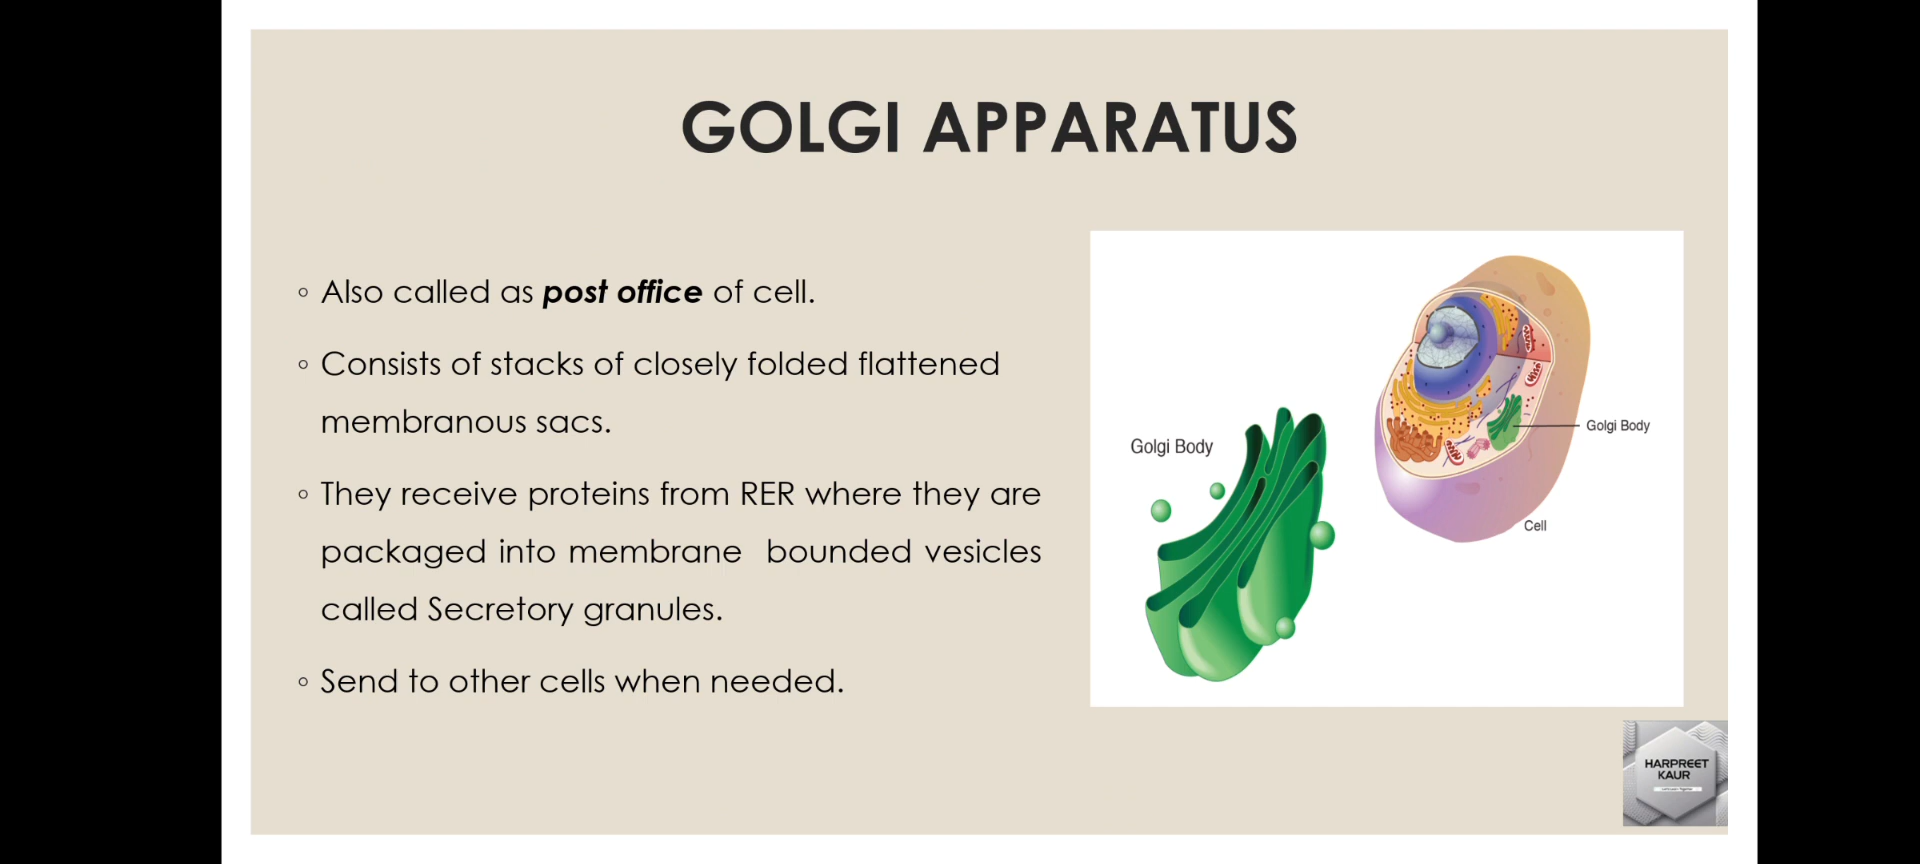 GOLGI APPARATUS
◦ Also called as post office of cell.
◦ Consists of stacks of closely folded flattened
membranous sacs.
◦ They receive proteins from RER where they are
packaged into membrane bounded vesicles
called Secretory granules.
◦ Send to other cells when needed.
Golgi Body
Golgi Body
Cell
HARPREET
KAUR